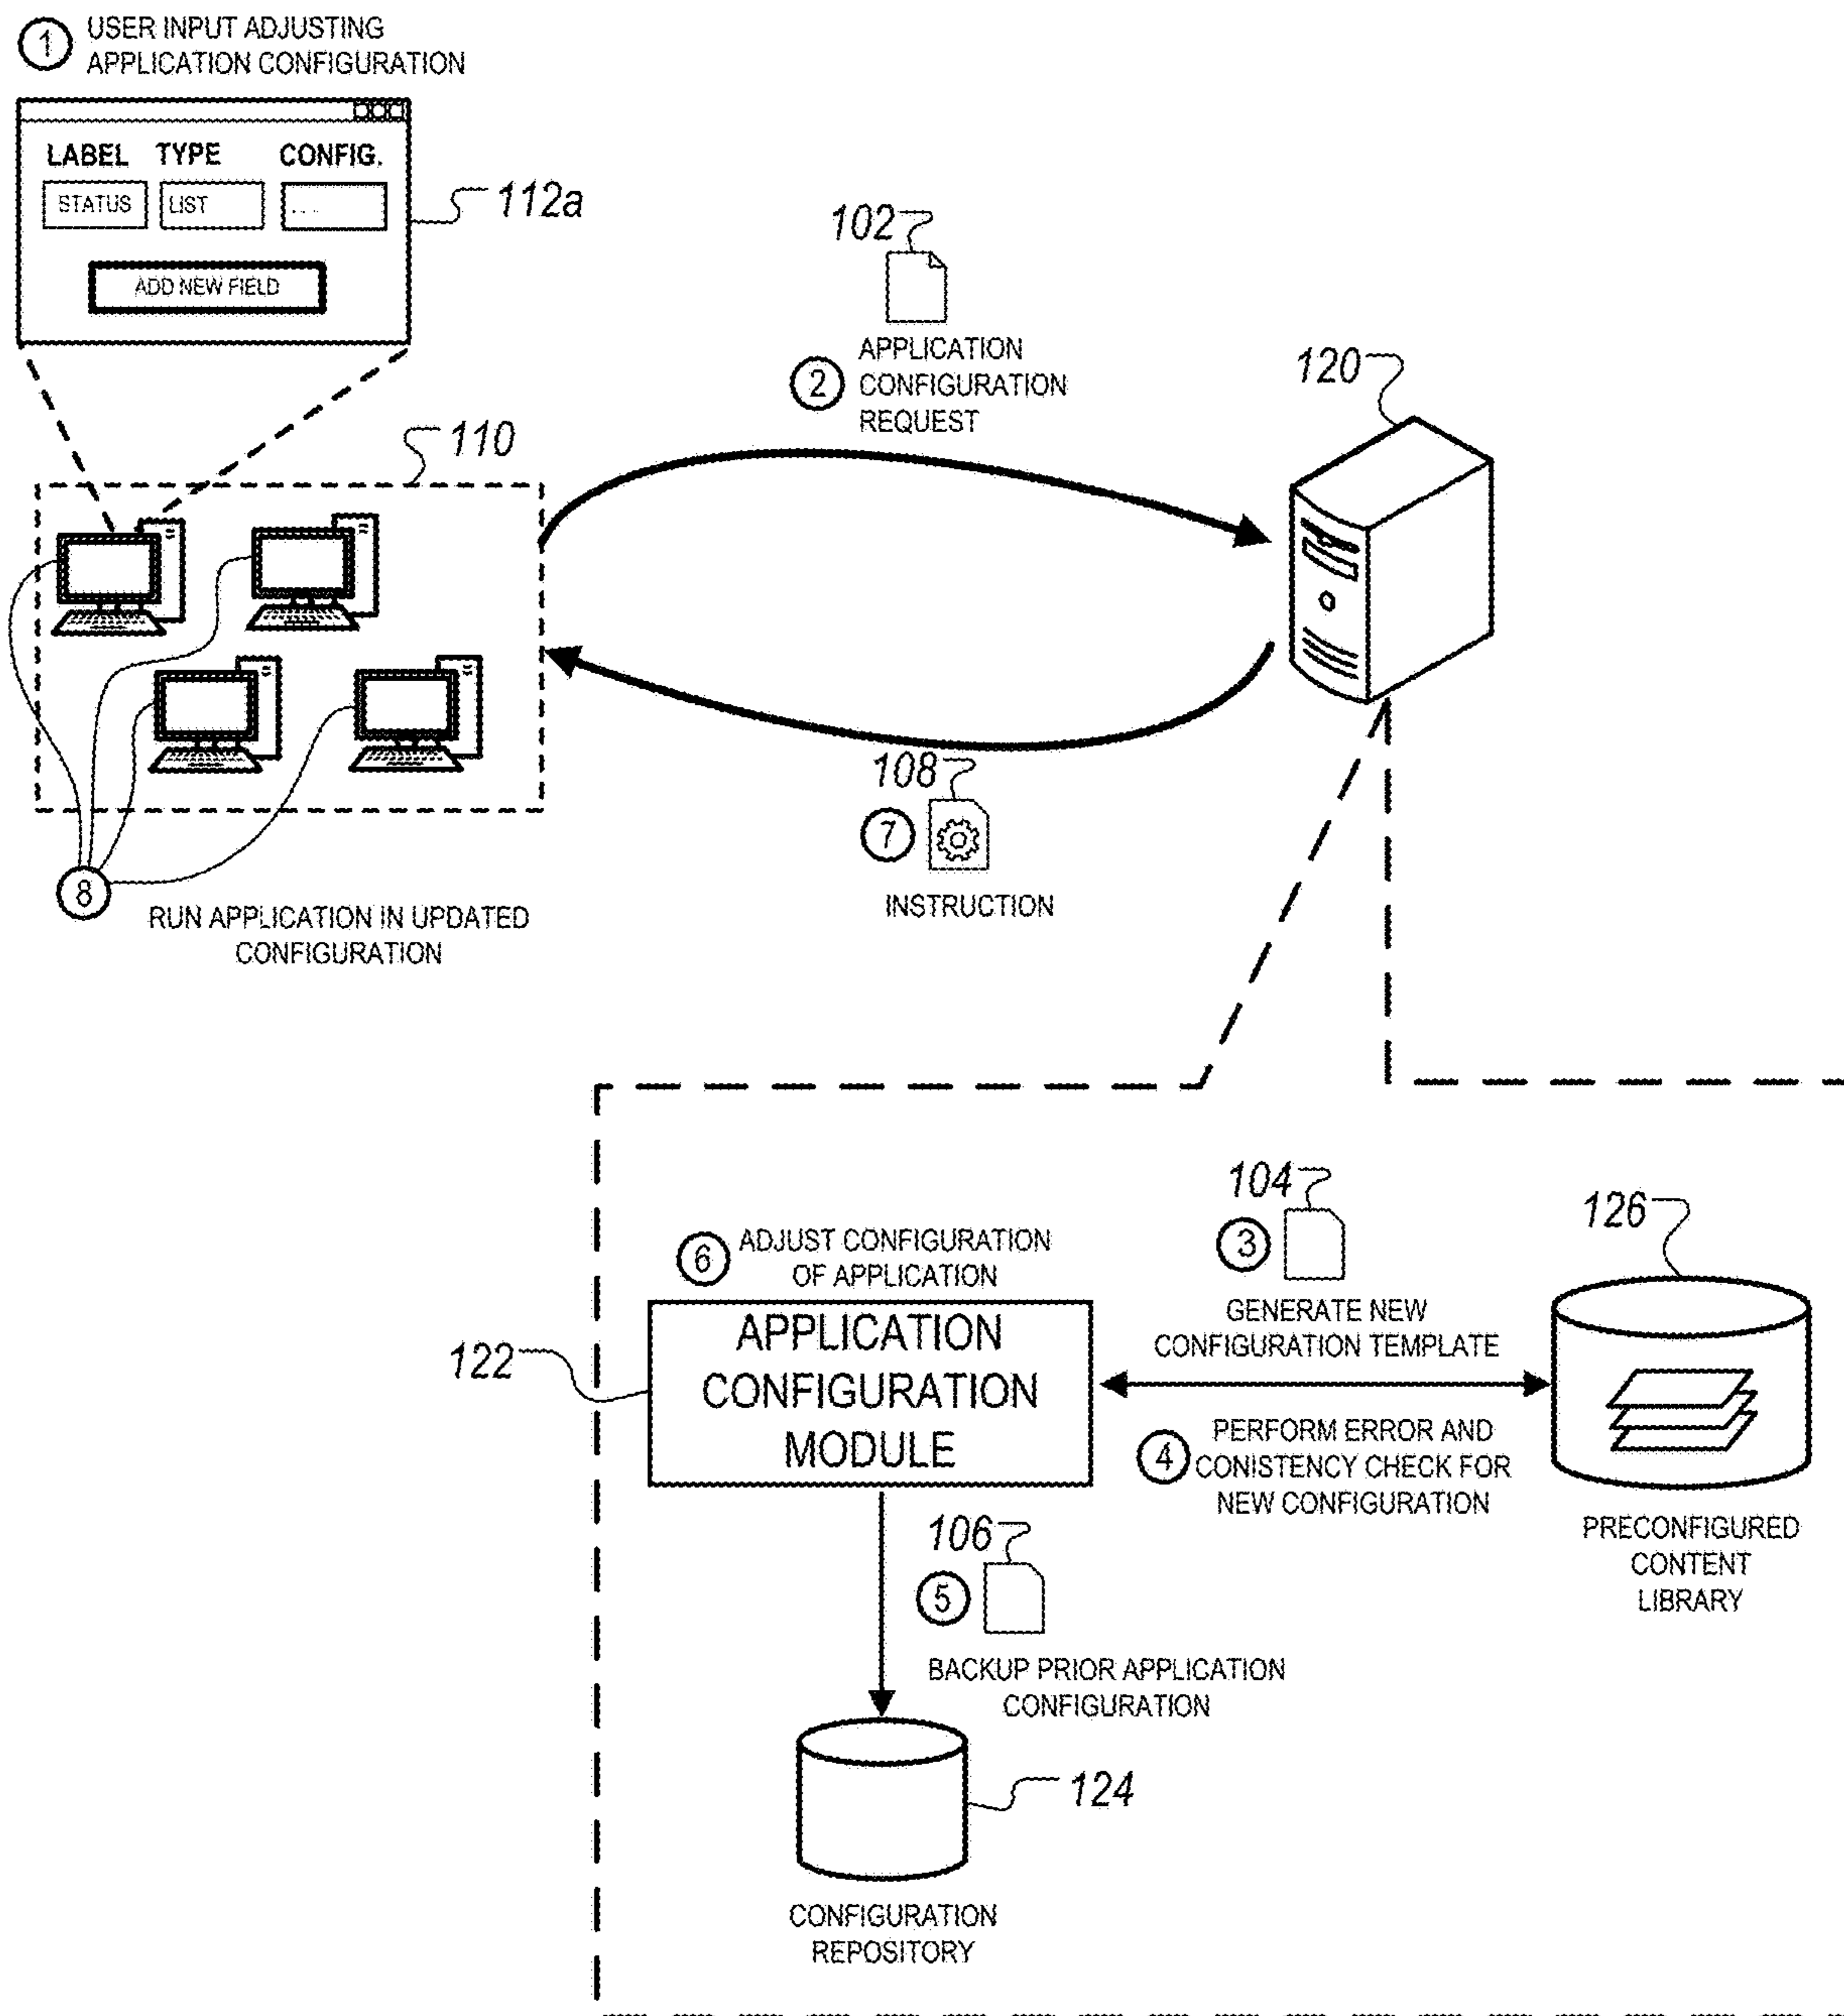 1 USER INPUT ADJUSTING
APPLICATION CONFIGURATION
LABEL TYPE CONFIG.
STATUS LIST ...
ADD NEW FIELD
112a
102
2 APPLICATION
CONFIGURATION
REQUEST
120
110
108
7
INSTRUCTION
8
RUN APPLICATION IN UPDATED
CONFIGURATION
104
3
GENERATE NEW
CONFIGURATION TEMPLATE
126
6 ADJUST CONFIGURATION
OF APPLICATION
122
APPLICATION
CONFIGURATION
MODULE
4 PERFORM ERROR AND
CONISTENCY CHECK FOR
NEW CONFIGURATION
PRECONFIGURED
CONTENT
LIBRARY
106
5
BACKUP PRIOR APPLICATION
CONFIGURATION
124
CONFIGURATION
REPOSITORY